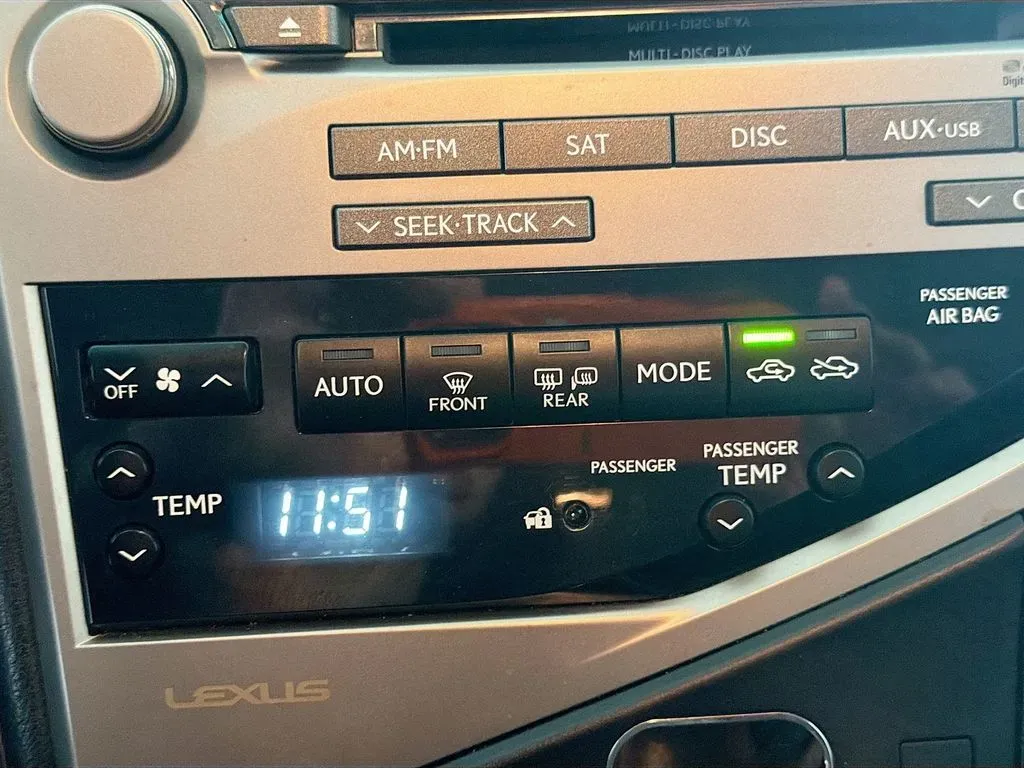 MULTI-DISC PLAY
AM·FM SAT DISC AUX·USB
SEEK·TRACK
PASSENGER
AIR BAG
OFF AUTO FRONT REAR MODE
PASSENGER
TEMP
PASSENGER
TEMP
11:51
LEXUS